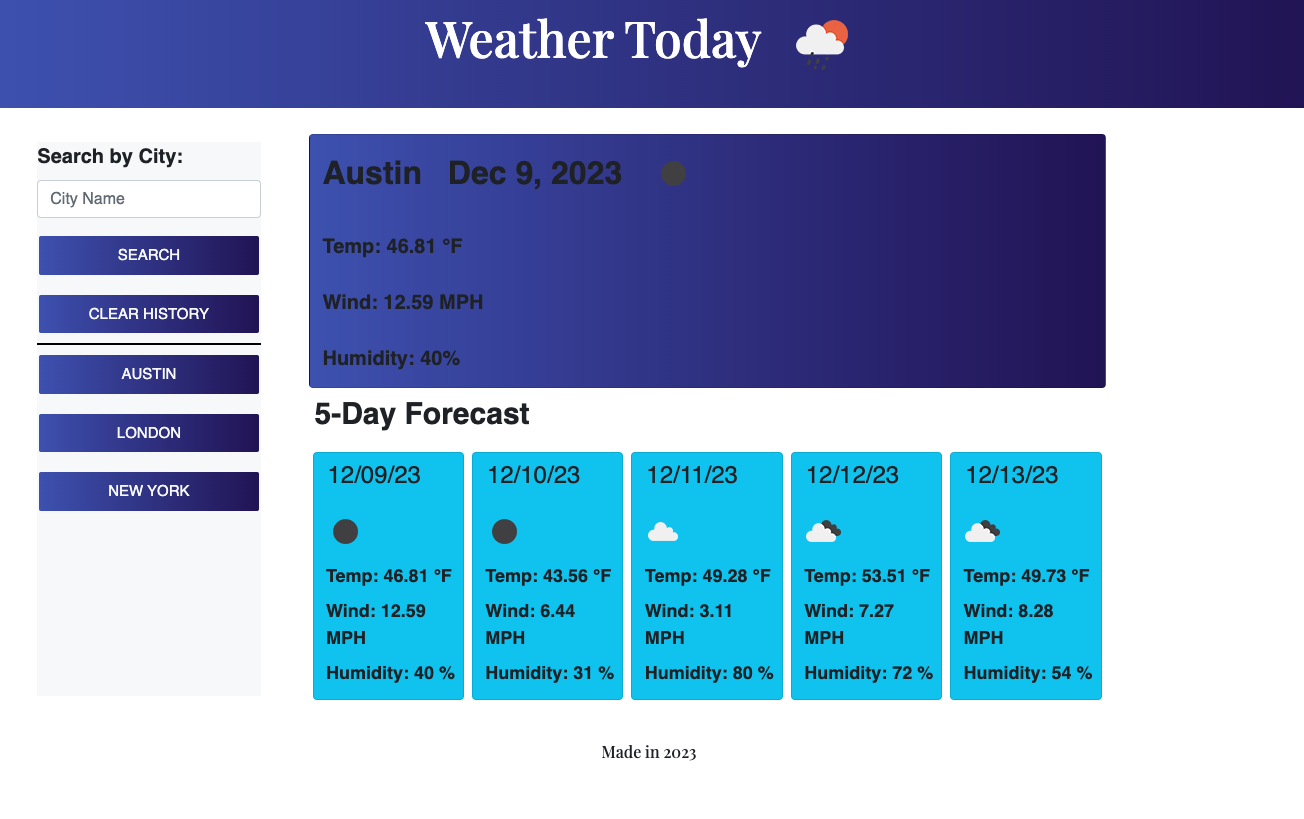 Weather Today
Search by City:
City Name
SEARCH
CLEAR HISTORY
AUSTIN
LONDON
NEW YORK
Austin Dec 9, 2023
Temp: 46.81 °F
Wind: 12.59 MPH
Humidity: 40%
5-Day Forecast
12/09/23
Temp: 46.81 °F
Wind: 12.59
MPH
Humidity: 40 %
12/10/23
Temp: 43.56 °F
Wind: 6.44
MPH
Humidity: 31 %
12/11/23
Temp: 49.28 °F
Wind: 3.11
MPH
Humidity: 80 %
12/12/23
Temp: 53.51 °F
Wind: 7.27
MPH
Humidity: 72 %
12/13/23
Temp: 49.73 °F
Wind: 8.28
MPH
Humidity: 54 %
Made in 2023